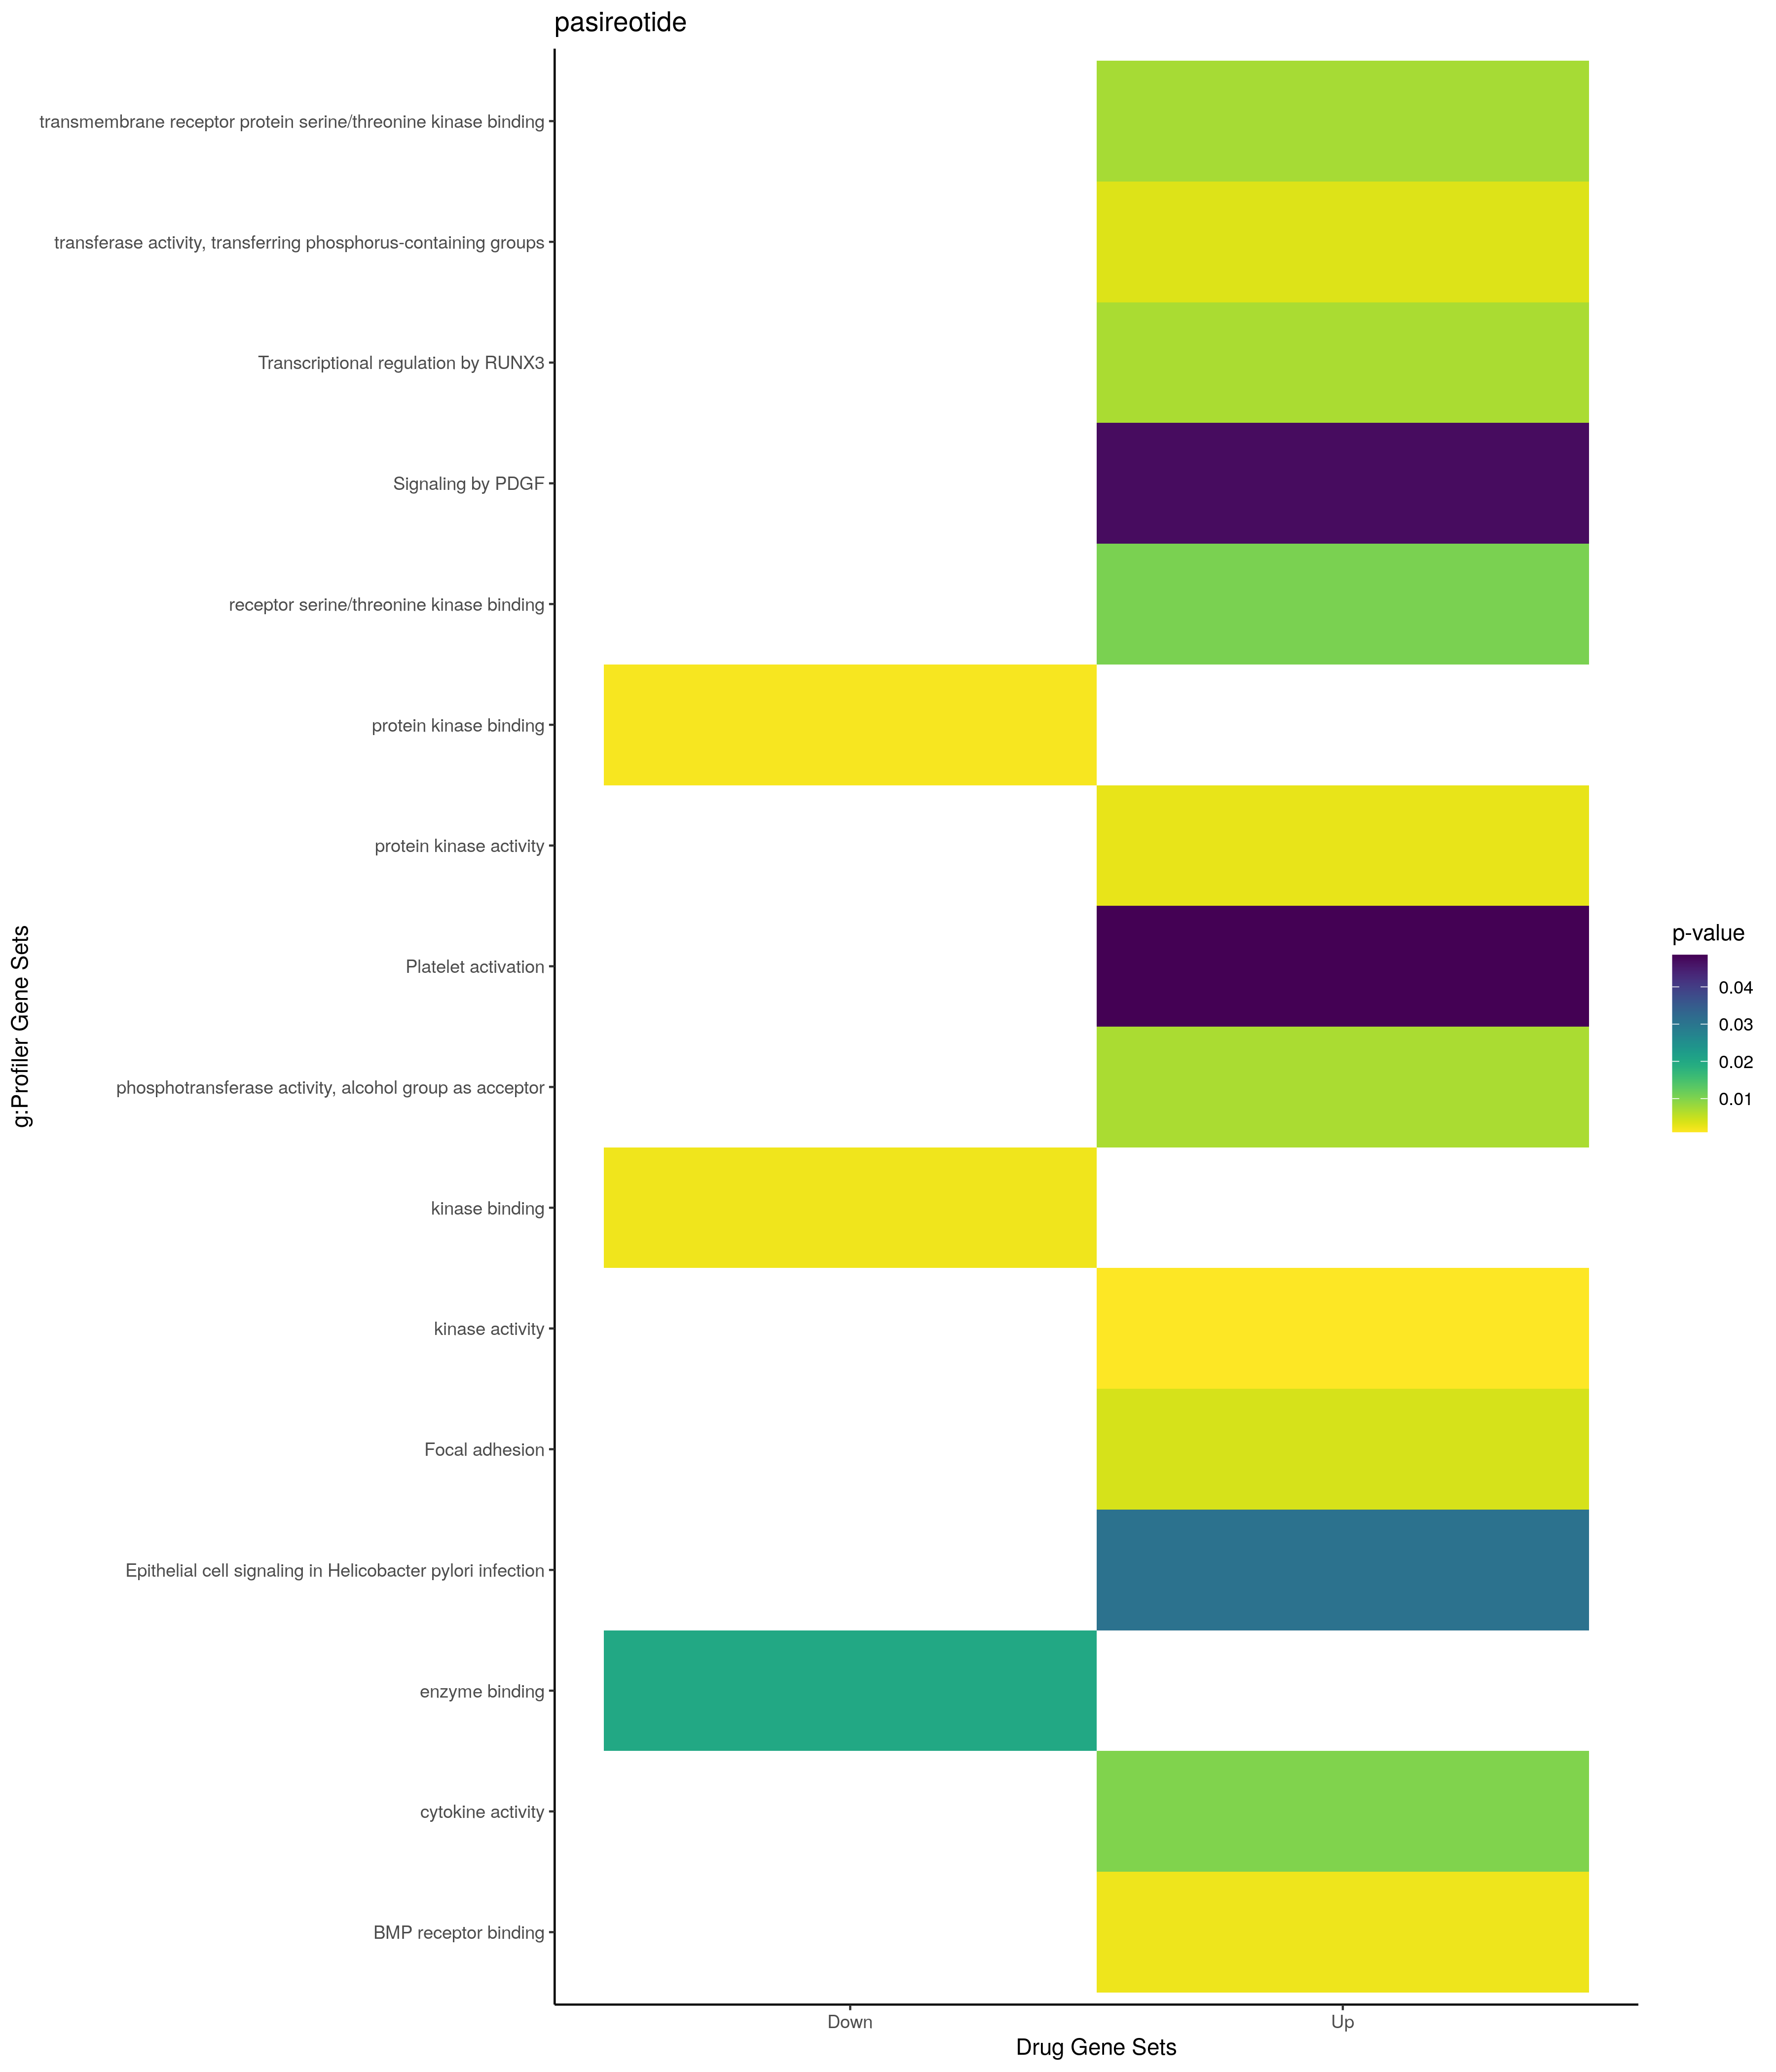 pasireotide
transmembrane receptor protein serine/threonine kinase binding
transferase activity, transferring phosphorus-containing groups
Transcriptional regulation by RUNX3
Signaling by PDGF
receptor serine/threonine kinase binding
protein kinase binding
protein kinase activity
Platelet activation
phosphotransferase activity, alcohol group as acceptor
kinase binding
kinase activity
Focal adhesion
Epithelial cell signaling in Helicobacter pylori infection
enzyme binding
cytokine activity
BMP receptor binding
g:Profiler Gene Sets
Down
Up
Drug Gene Sets
p-value
0.04
0.03
0.02
0.01